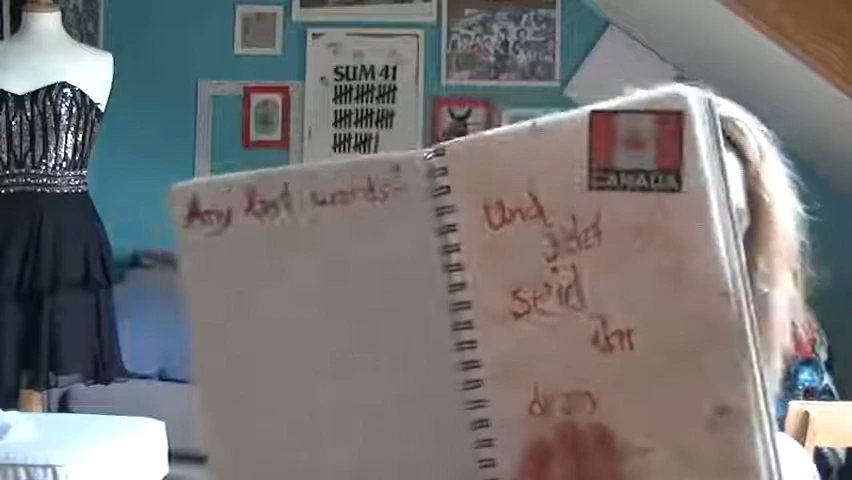 SUM 41
Any last words?
CANADA
Und
jetzt
seid
ihr
dran